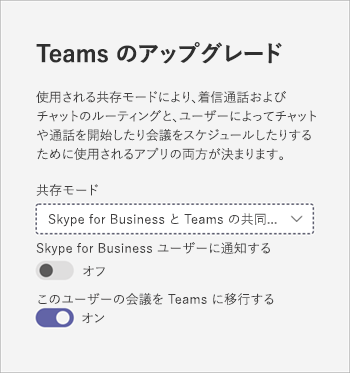 Teams のアップグレード
使用される共存モードにより、着信通話および
チャットのルーティングと、ユーザーによってチャット
や通話を開始したり会議をスケジュールしたりする
ために使用されるアプリの両方が決まります。
共存モード
Skype for Business と Teams の共同...
Skype for Business ユーザーに通知する
オフ
このユーザーの会議を Teams に移行する
オン